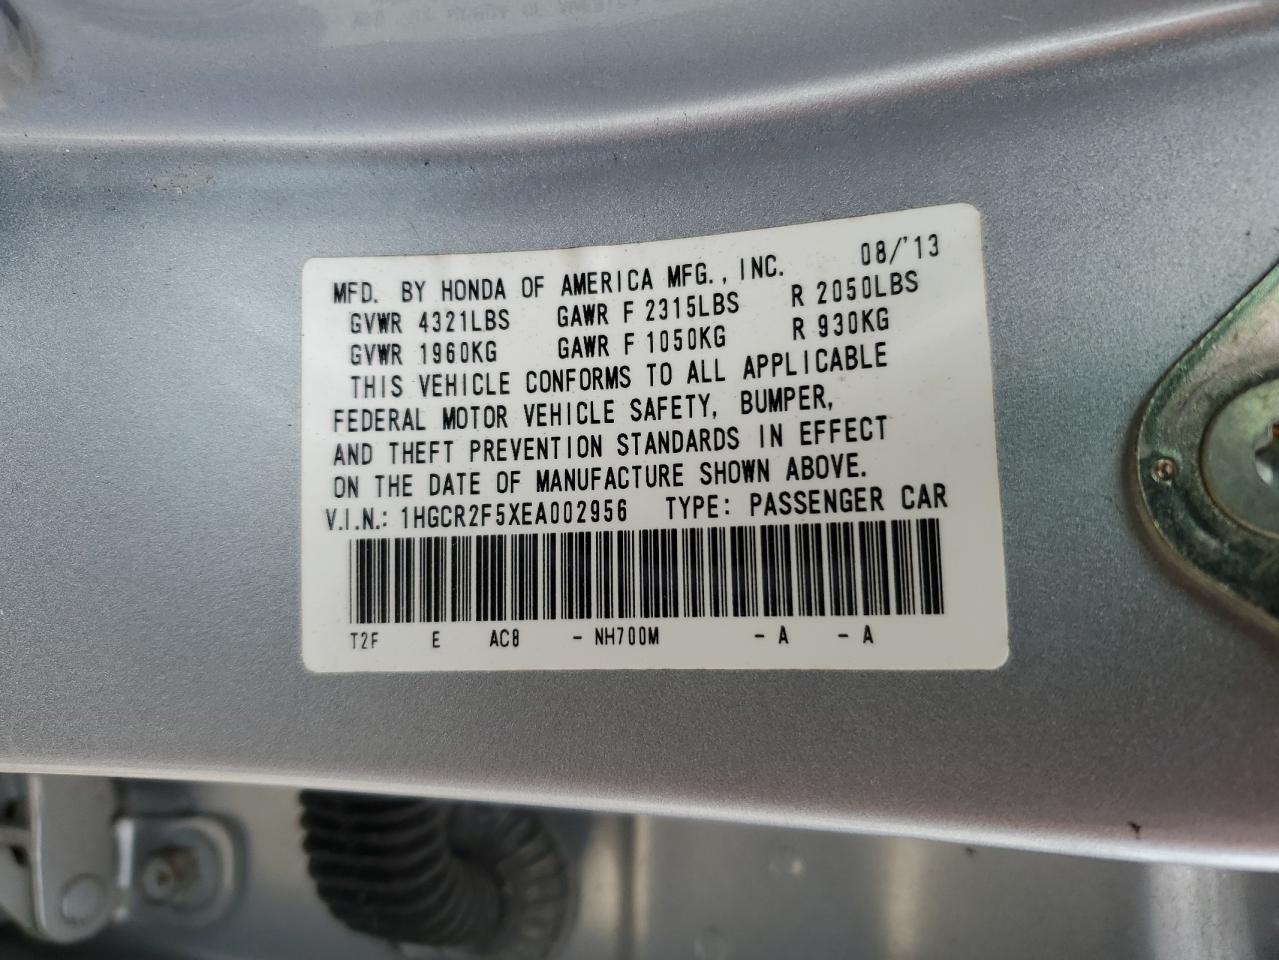 MFD. BY HONDA OF AMERICA MFG., INC. 08/'13
GVWR 4321LBS GAWR F 2315LBS R 2050LBS
GVWR 1960KG GAWR F 1050KG R 930KG
THIS VEHICLE CONFORMS TO ALL APPLICABLE
FEDERAL MOTOR VEHICLE SAFETY, BUMPER,
AND THEFT PREVENTION STANDARDS IN EFFECT
ON THE DATE OF MANUFACTURE SHOWN ABOVE.
V.I.N.: 1HGCR2F5XEA002956 TYPE: PASSENGER CAR
T2F E AC8 - NH700M - A - A